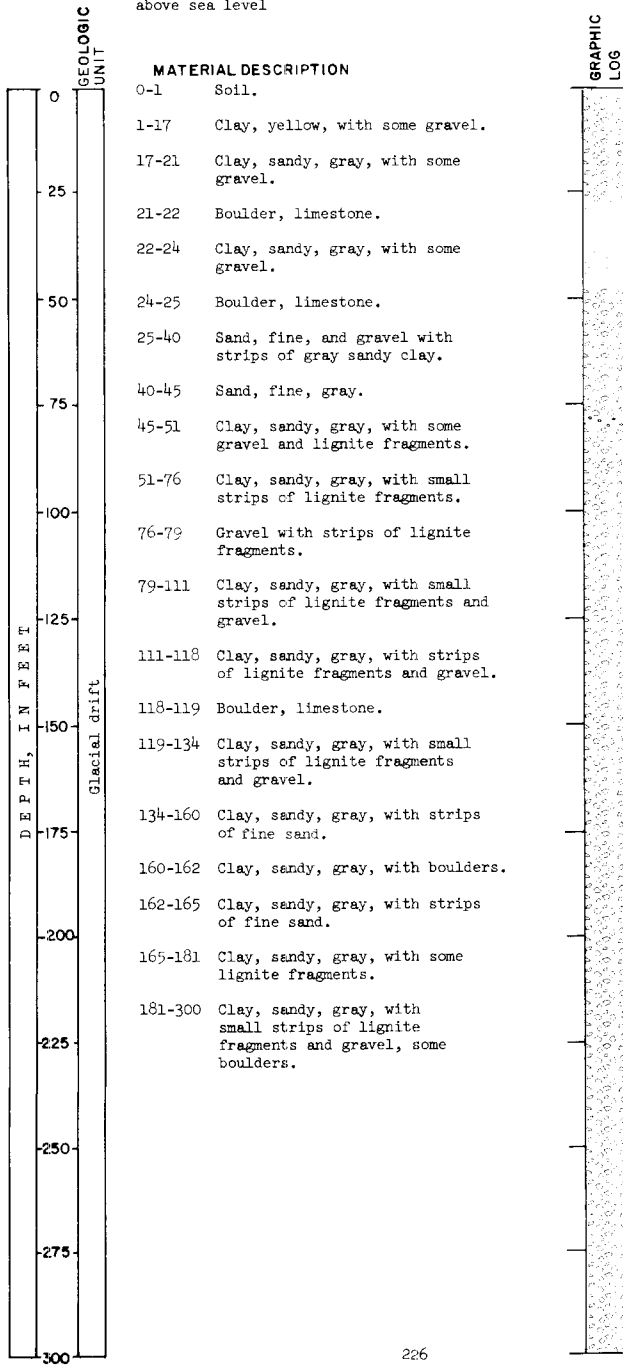 above sea level
GEOLOGIC
UNIT
MATERIAL DESCRIPTION
GRAPHIC
LOG
0-1 Soil.
1-17 Clay, yellow, with some gravel.
17-21 Clay, sandy, gray, with some
gravel.
21-22 Boulder, limestone.
22-24 Clay, sandy, gray, with some
gravel.
24-25 Boulder, limestone.
25-40 Sand, fine, and gravel with
strips of gray sandy clay.
40-45 Sand, fine, gray.
45-51 Clay, sandy, gray, with some
gravel and lignite fragments.
51-76 Clay, sandy, gray, with small
strips of lignite fragments.
76-79 Gravel with strips of lignite
fragments.
79-111 Clay, sandy, gray, with small
strips of lignite fragments and
gravel.
111-118 Clay, sandy, gray, with strips
of lignite fragments and gravel.
118-119 Boulder, limestone.
119-134 Clay, sandy, gray, with small
strips of lignite fragments
and gravel.
134-160 Clay, sandy, gray, with strips
of fine sand.
160-162 Clay, sandy, gray, with boulders.
162-165 Clay, sandy, gray, with strips
of fine sand.
165-181 Clay, sandy, gray, with some
lignite fragments.
181-300 Clay, sandy, gray, with
small strips of lignite
fragments and gravel, some
boulders.
DEPTH, IN FEET
0
25
50
75
100
125
150
175
200
225
250
275
300
Glacial drift
226